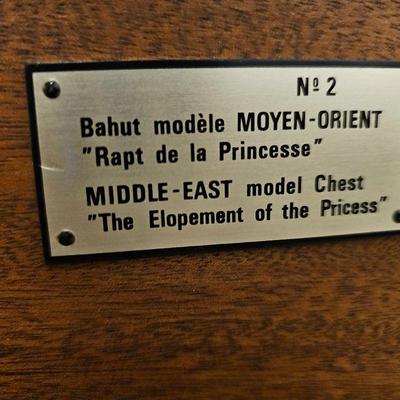 Nº 2
Bahut modèle MOYEN-ORIENT
"Rapt de la Princesse"
MIDDLE-EAST model Chest
"The Elopement of the Pricess"